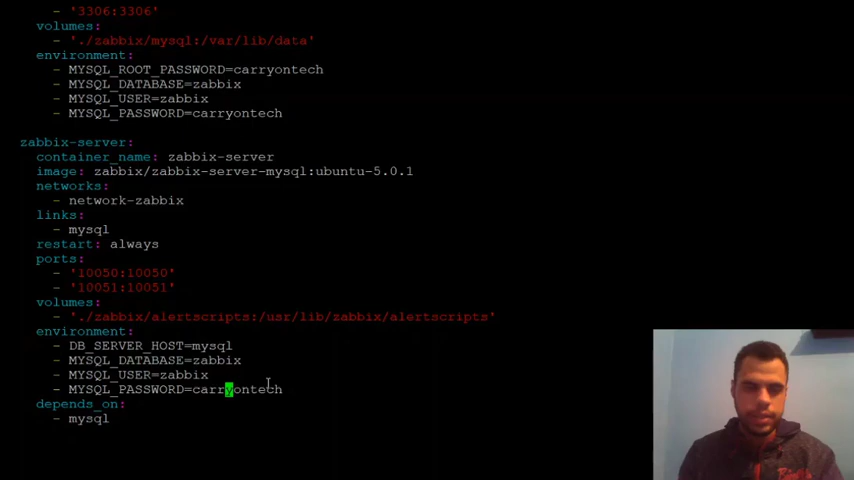 - '3306:3306'
volumes:
- './zabbix/mysql:/var/lib/data'
environment:
- MYSQL_ROOT_PASSWORD=carryontech
- MYSQL_DATABASE=zabbix
- MYSQL_USER=zabbix
- MYSQL_PASSWORD=carryontech
zabbix-server:
container_name: zabbix-server
image: zabbix/zabbix-server-mysql:ubuntu-5.0.1
networks:
- network-zabbix
links:
- mysql
restart: always
ports:
- '10050:10050'
- '10051:10051'
volumes:
- './zabbix/alertscripts:/usr/lib/zabbix/alertscripts'
environment:
- DB_SERVER_HOST=mysql
- MYSQL_DATABASE=zabbix
- MYSQL_USER=zabbix
- MYSQL_PASSWORD=carryontech
depends_on:
- mysql